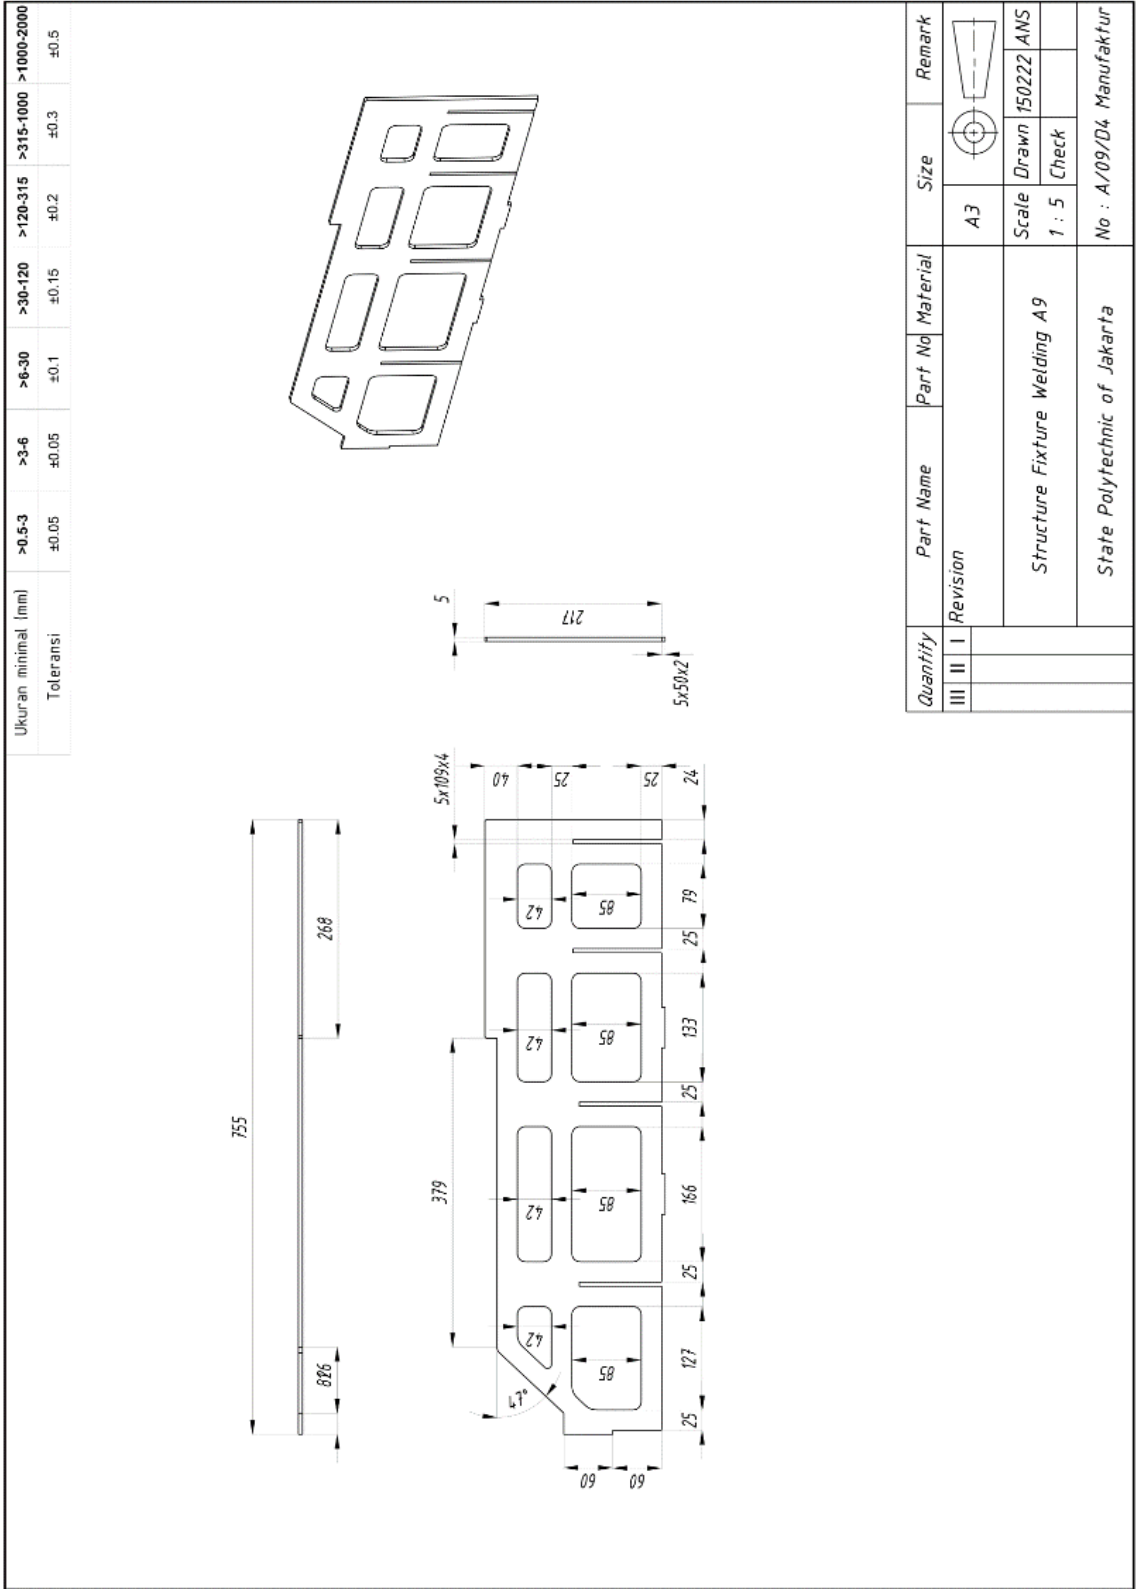 Ukuran minimal (mm) >0.5-3 >3-6 >6-30 >30-120 >120-315 >315-1000 >1000-2000
Toleransi ±0.05 ±0.05 ±0.1 ±0.15 ±0.2 ±0.3 ±0.5
755
268
379
5x109x4
5
47°
42
42
42
42
40
25
25
60
60
85
85
85
85
217
5x50x2
25
127
25
166
25
133
25
79
24
Quantity Part Name Part No Material Size Remark
III II I Revision
A3
Structure Fixture Welding A9
Scale
1 : 5
Drawn 150222 ANS
Check
State Polytechnic of Jakarta
No : A/09/D4 Manufaktur